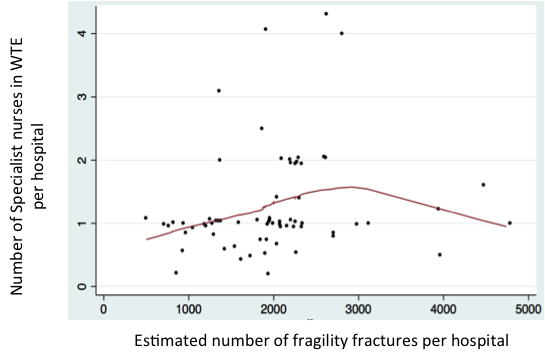 Number of Specialist nurses in WTE
per hospital
4
3
2
1
0
0 1000 2000 3000 4000 5000
Estimated number of fragility fractures per hospital